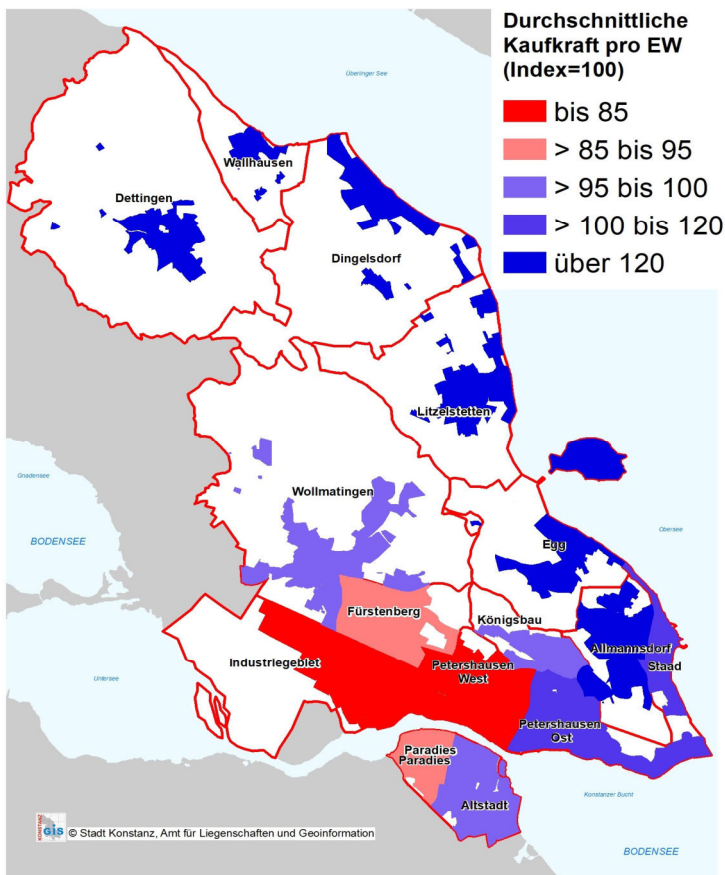 Durchschnittliche
Kaufkraft pro EW
(Index=100)
bis 85
> 85 bis 95
> 95 bis 100
> 100 bis 120
über 120
Überlinger See
Wallhausen
Dettingen
Dingelsdorf
Litzelstetten
Gnadensee
Wollmatingen
BODENSEE
Obersee
Egg
Fürstenberg
Königsbau
Allmannsdorf
Industriegebiet
Petershausen
West
Staad
Untersee
Petershausen
Ost
Paradies
Paradies
Altstadt
Konstanzer Bucht
KONSTANZ
GIS
© Stadt Konstanz, Amt für Liegenschaften und Geoinformation
BODENSEE